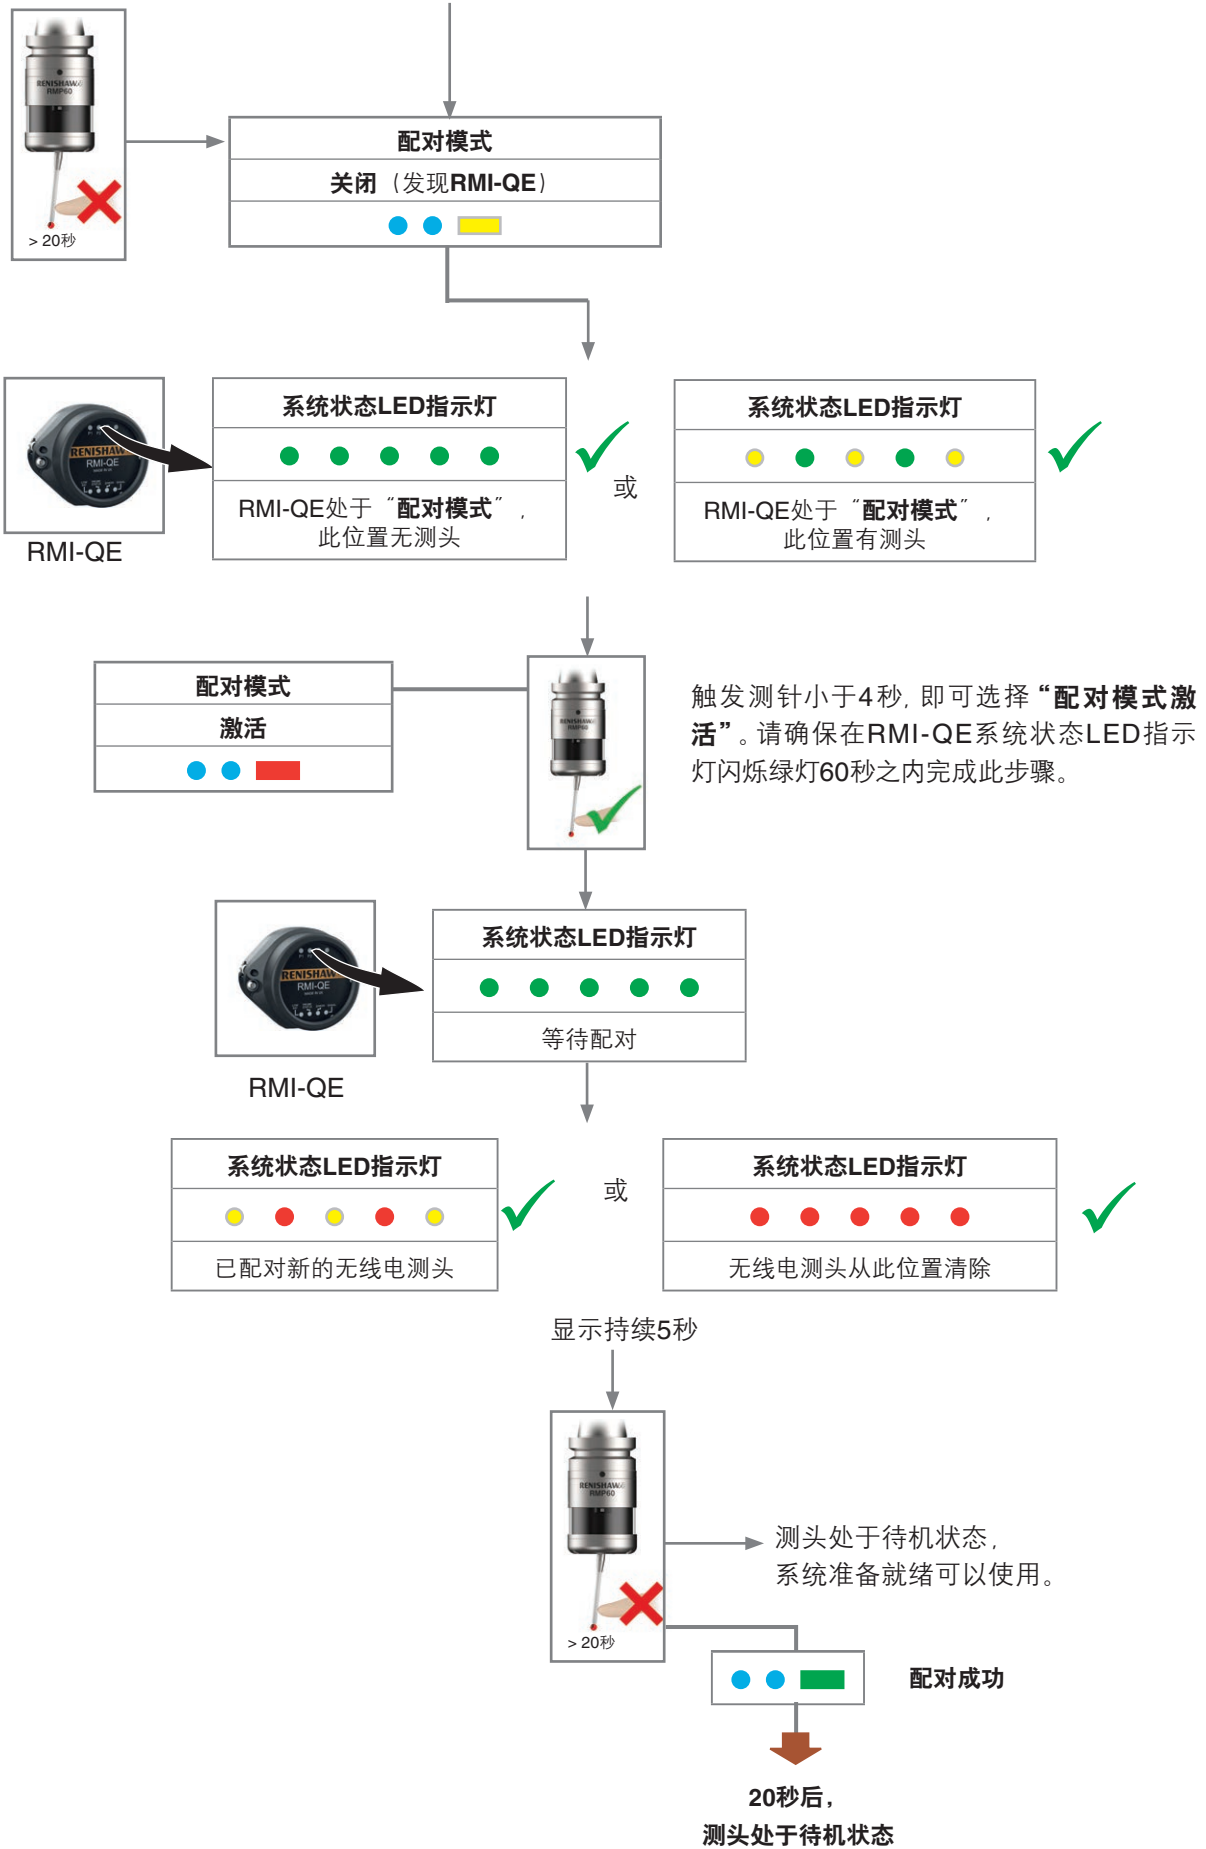 RENISHAW
RMP60
> 20秒
配对模式
关闭（发现RMI-QE）
RENISHAW
RMI-QE
RMI-QE
系统状态LED指示灯
RMI-QE处于“配对模式”，
此位置无测头
或
系统状态LED指示灯
RMI-QE处于“配对模式”，
此位置有测头
配对模式
激活
RENISHAW
RMP60
触发测针小于4秒, 即可选择“配对模式激
活”。请确保在RMI-QE系统状态LED指示
灯闪烁绿灯60秒之内完成此步骤。
RENISHAW
RMI-QE
RMI-QE
系统状态LED指示灯
等待配对
系统状态LED指示灯
已配对新的无线电测头
或
系统状态LED指示灯
无线电测头从此位置清除
显示持续5秒
RENISHAW
RMP60
> 20秒
测头处于待机状态，
系统准备就绪可以使用。
配对成功
20秒后，
测头处于待机状态